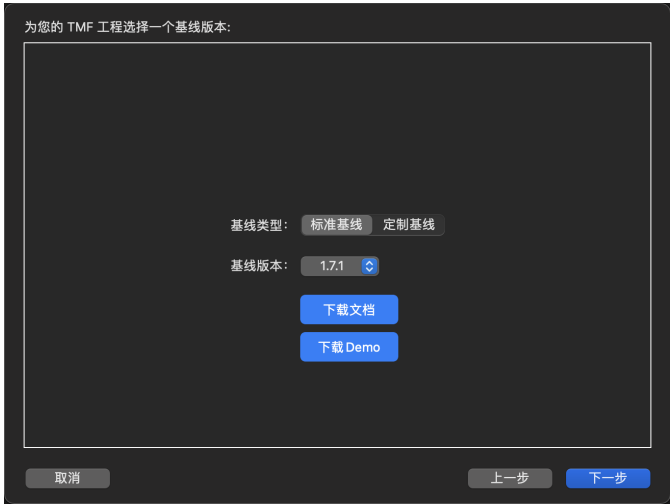 为您的 TMF 工程选择一个基线版本:
基线类型: 标准基线 定制基线
基线版本: 1.7.1
下载文档
下载 Demo
取消 上一步 下一步